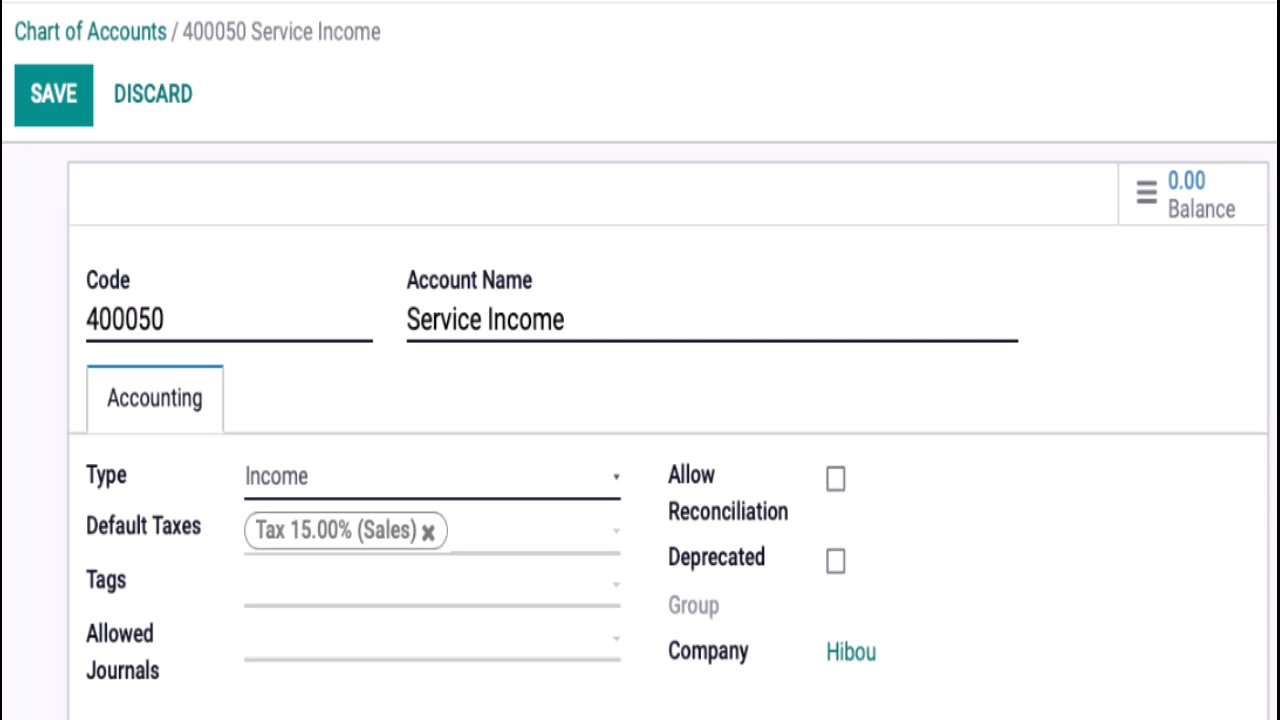 Chart of Accounts / 400050 Service Income
SAVE DISCARD
0.00
Balance
Code Account Name
400050 Service Income
Accounting
Type Income
Default Taxes Tax 15.00% (Sales)
Tags
Allowed
Journals
Allow
Reconciliation
Deprecated
Group
Company Hibou